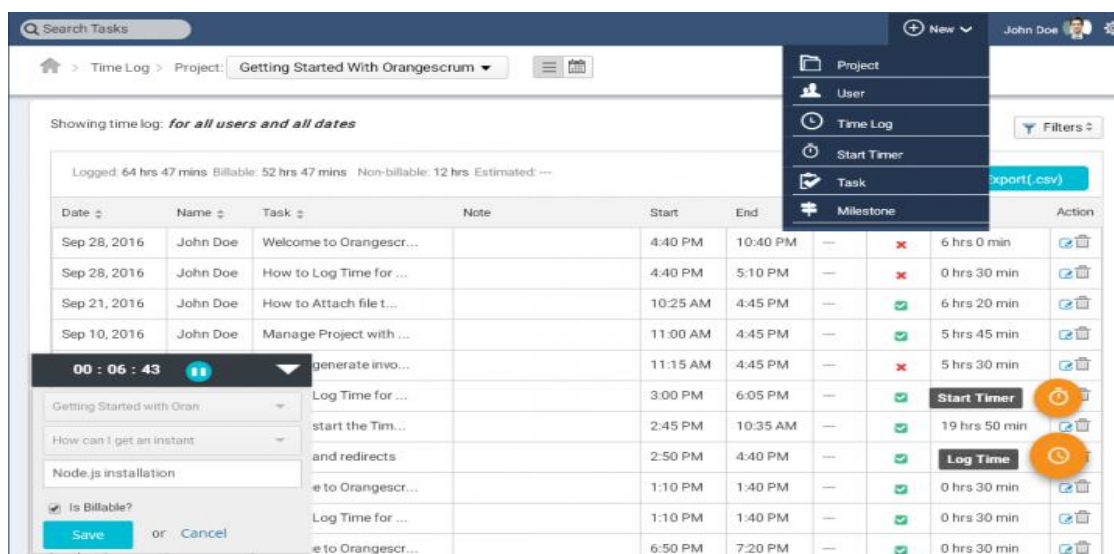 Search Tasks
New
John Doe
> Time Log > Project: Getting Started With Orangescrum
Project
User
Time Log
Start Timer
Task
Milestone
Showing time log: for all users and all dates
Filters
Logged: 64 hrs 47 mins Billable: 52 hrs 47 mins Non-billable: 12 hrs Estimated: ---
Export(.csv)
Date Name Task Note Start End Action
Sep 28, 2016 John Doe Welcome to Orangescr... 4:40 PM 10:40 PM --- 6 hrs 0 min
Sep 28, 2016 John Doe How to Log Time for ... 4:40 PM 5:10 PM --- 0 hrs 30 min
Sep 21, 2016 John Doe How to Attach file t... 10:25 AM 4:45 PM --- 6 hrs 20 min
Sep 10, 2016 John Doe Manage Project with ... 11:00 AM 4:45 PM --- 5 hrs 45 min
generate invo... 11:15 AM 4:45 PM --- 5 hrs 30 min
Log Time for ... 3:00 PM 6:05 PM --- Start Timer
start the Tim... 2:45 PM 10:35 AM --- 19 hrs 50 min
and redirects 2:50 PM 4:40 PM --- Log Time
e to Orangescr... 1:10 PM 1:40 PM --- 0 hrs 30 min
Log Time for ... 1:10 PM 1:40 PM --- 0 hrs 30 min
e to Orangescr... 6:50 PM 7:20 PM --- 0 hrs 30 min
00 : 06 : 43
Getting Started with Oran
How can I get an instant
Node.js installation
Is Billable?
Save or Cancel